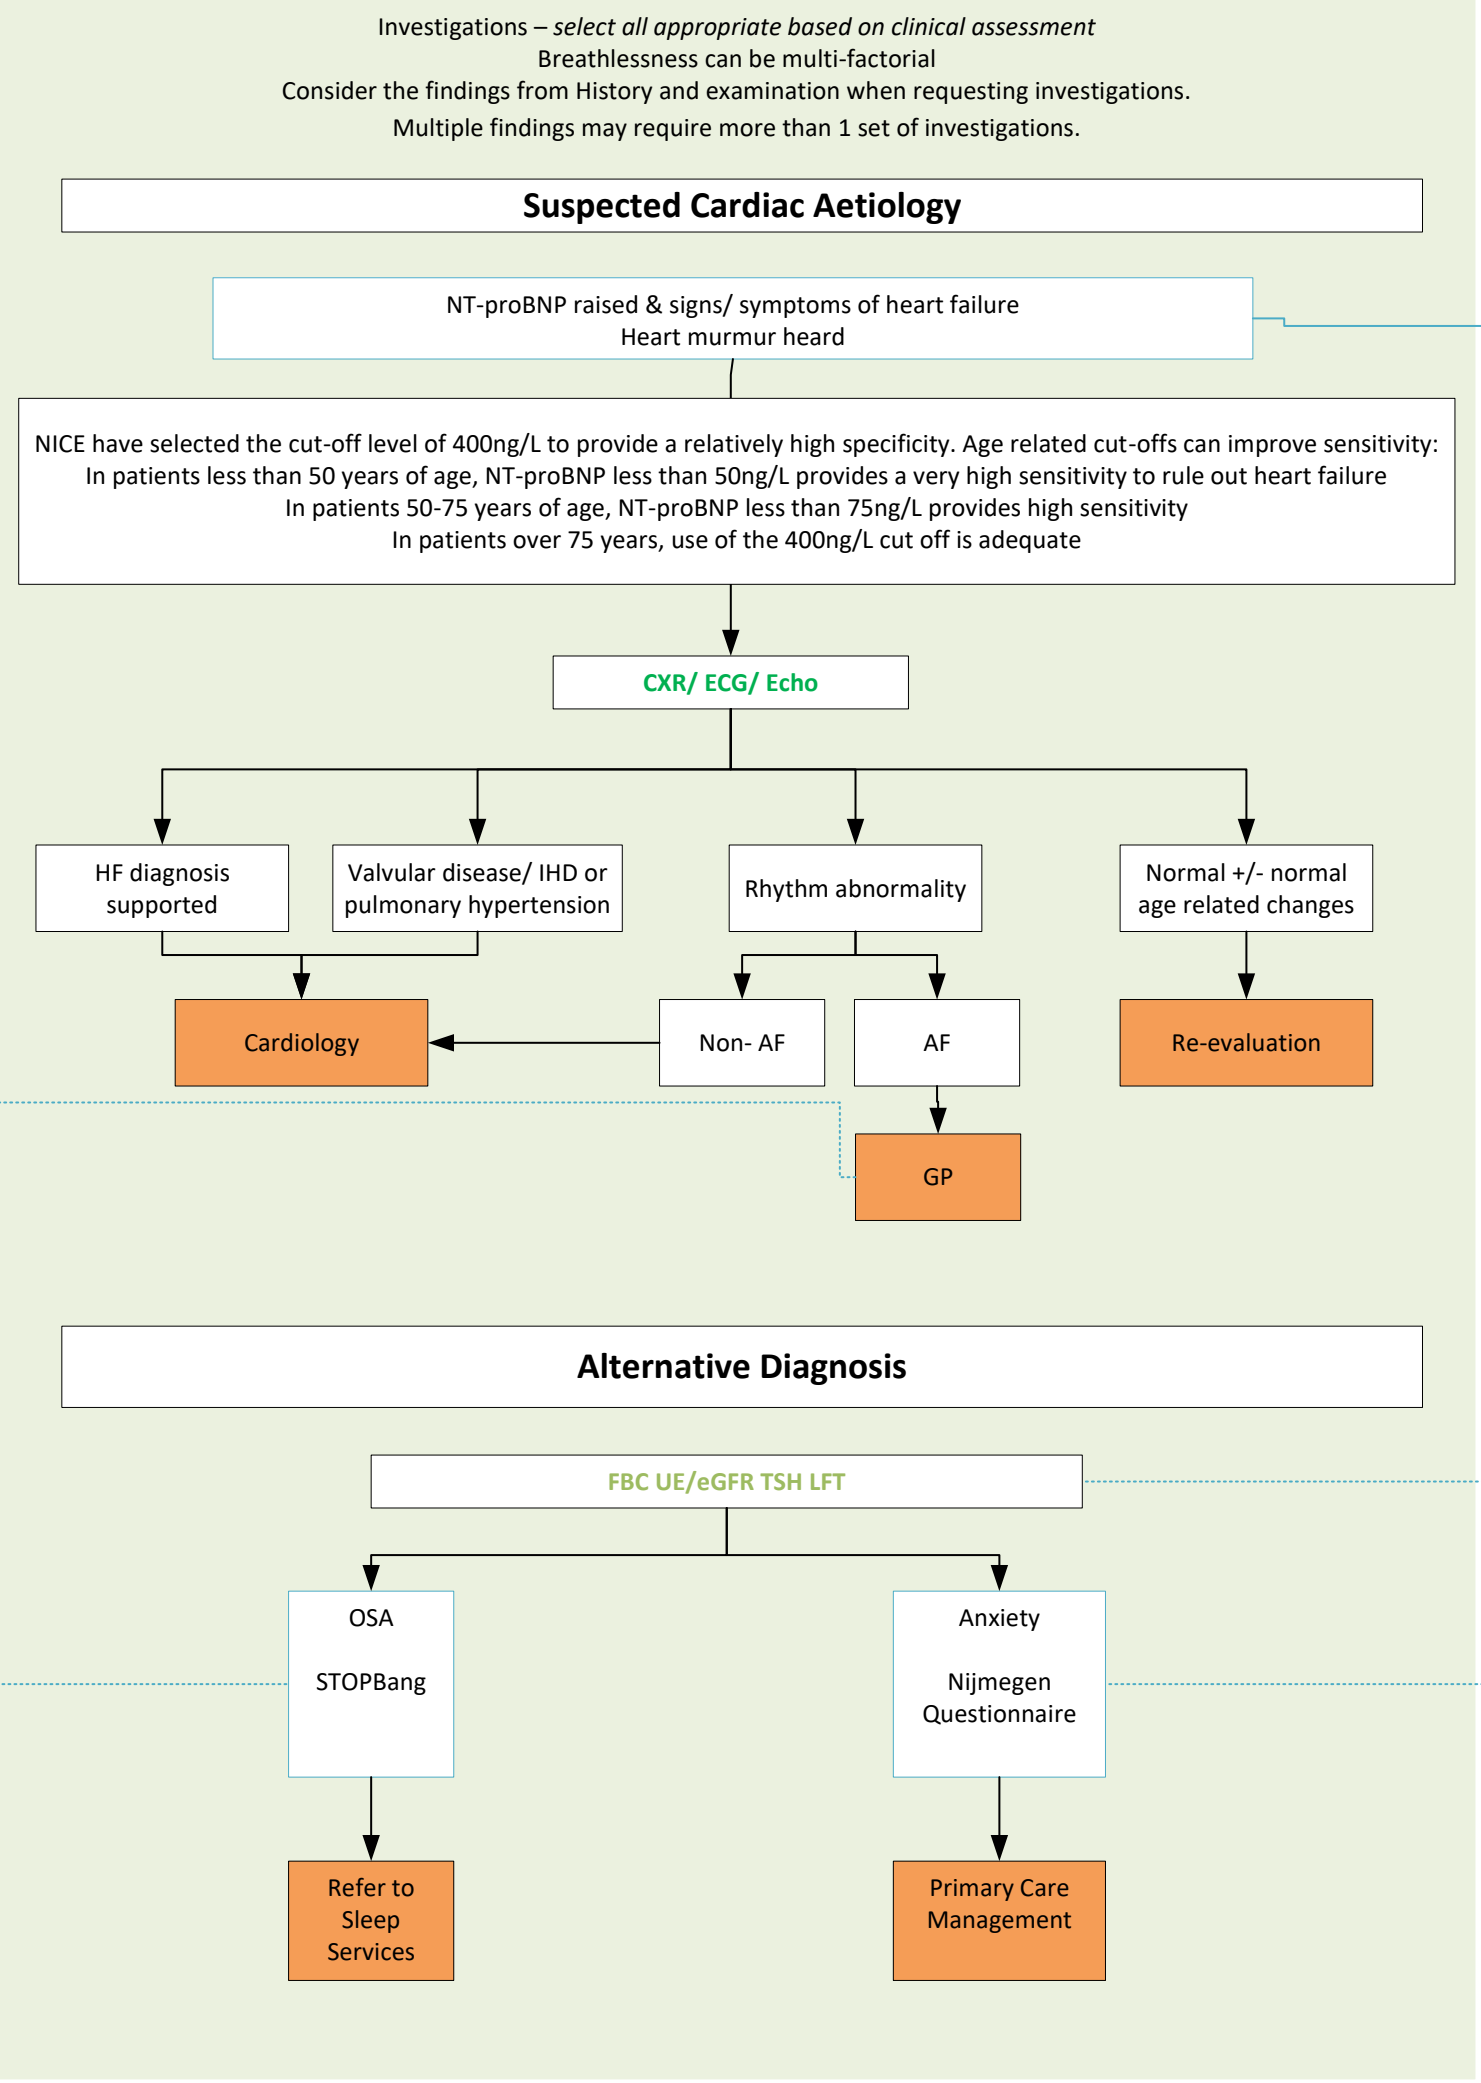 Investigations – select all appropriate based on clinical assessment
Breathlessness can be multi-factorial
Consider the findings from History and examination when requesting investigations.
Multiple findings may require more than 1 set of investigations.
Suspected Cardiac Aetiology
NT-proBNP raised & signs/ symptoms of heart failure
Heart murmur heard
NICE have selected the cut-off level of 400ng/L to provide a relatively high specificity. Age related cut-offs can improve sensitivity:
In patients less than 50 years of age, NT-proBNP less than 50ng/L provides a very high sensitivity to rule out heart failure
In patients 50-75 years of age, NT-proBNP less than 75ng/L provides high sensitivity
In patients over 75 years, use of the 400ng/L cut off is adequate
CXR/ ECG/ Echo
HF diagnosis
supported
Valvular disease/ IHD or
pulmonary hypertension
Rhythm abnormality
Normal +/- normal
age related changes
Cardiology
Non- AF
AF
Re-evaluation
GP
Alternative Diagnosis
FBC UE/eGFR TSH LFT
OSA
STOPBang
Anxiety
Nijmegen
Questionnaire
Refer to
Sleep
Services
Primary Care
Management